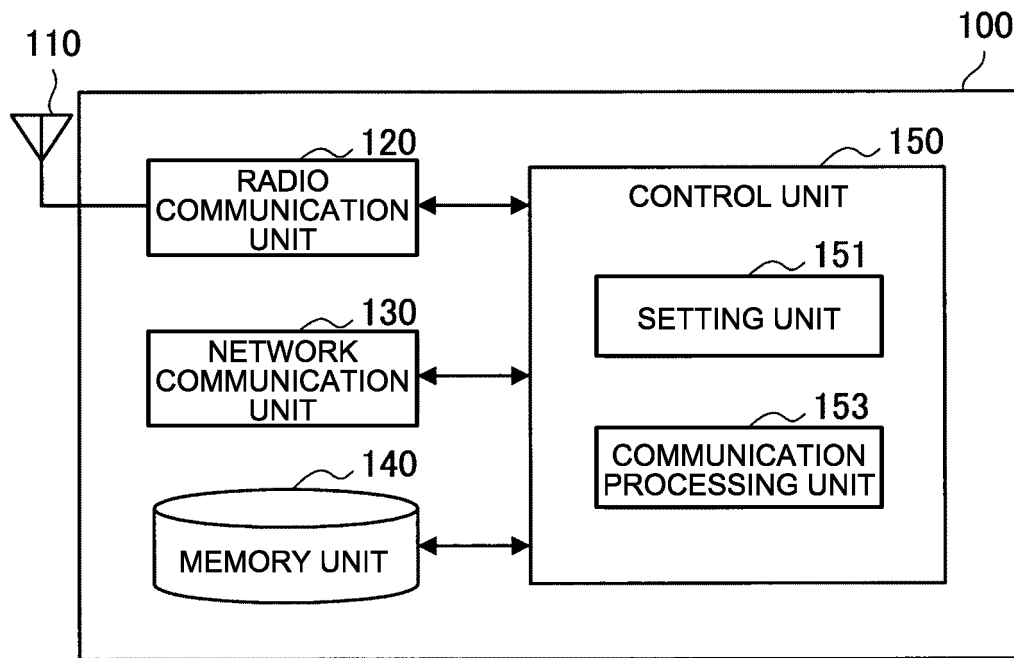 100
110
120
RADIO
COMMUNICATION
UNIT
130
NETWORK
COMMUNICATION
UNIT
140
MEMORY UNIT
150
CONTROL UNIT
151
SETTING UNIT
153
COMMUNICATION
PROCESSING UNIT